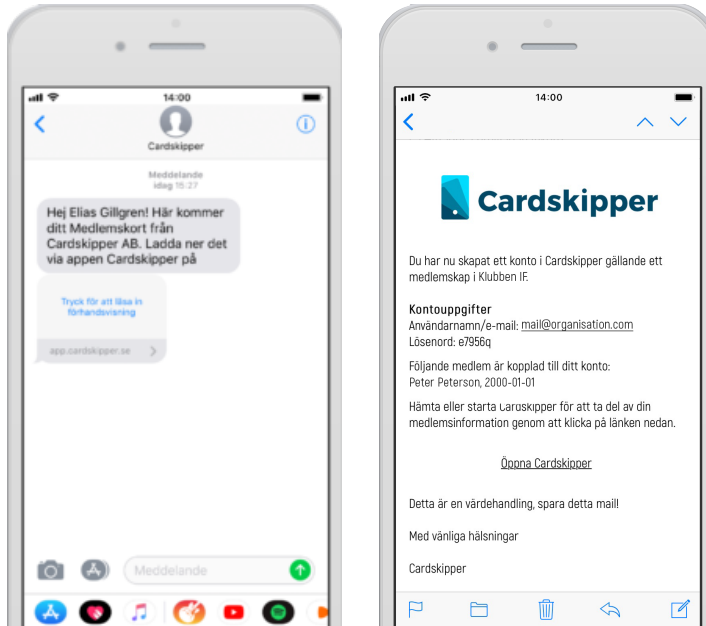 14:00
Cardskipper
Meddelande
idag 15:27
Hej Elias Gillgren! Här kommer
ditt Medlemskort från
Cardskipper AB. Ladda ner det
via appen Cardskipper på
Tryck för att läsa in
förhandsvisning
app.cardskipper.se
Meddelande
14:00
Cardskipper
Du har nu skapat ett konto i Cardskipper gällande ett
medlemskap i Klubben IF.
Kontouppgifter
Användarnamn/e-mail: mail@organisation.com
Lösenord: e7956q
Följande medlem är kopplad till ditt konto:
Peter Peterson, 2000-01-01
Hämta eller starta Cardskipper för att ta del av din
medlemsinformation genom att klicka på länken nedan.
Öppna Cardskipper
Detta är en värdehandling, spara detta mail!
Med vänliga hälsningar
Cardskipper